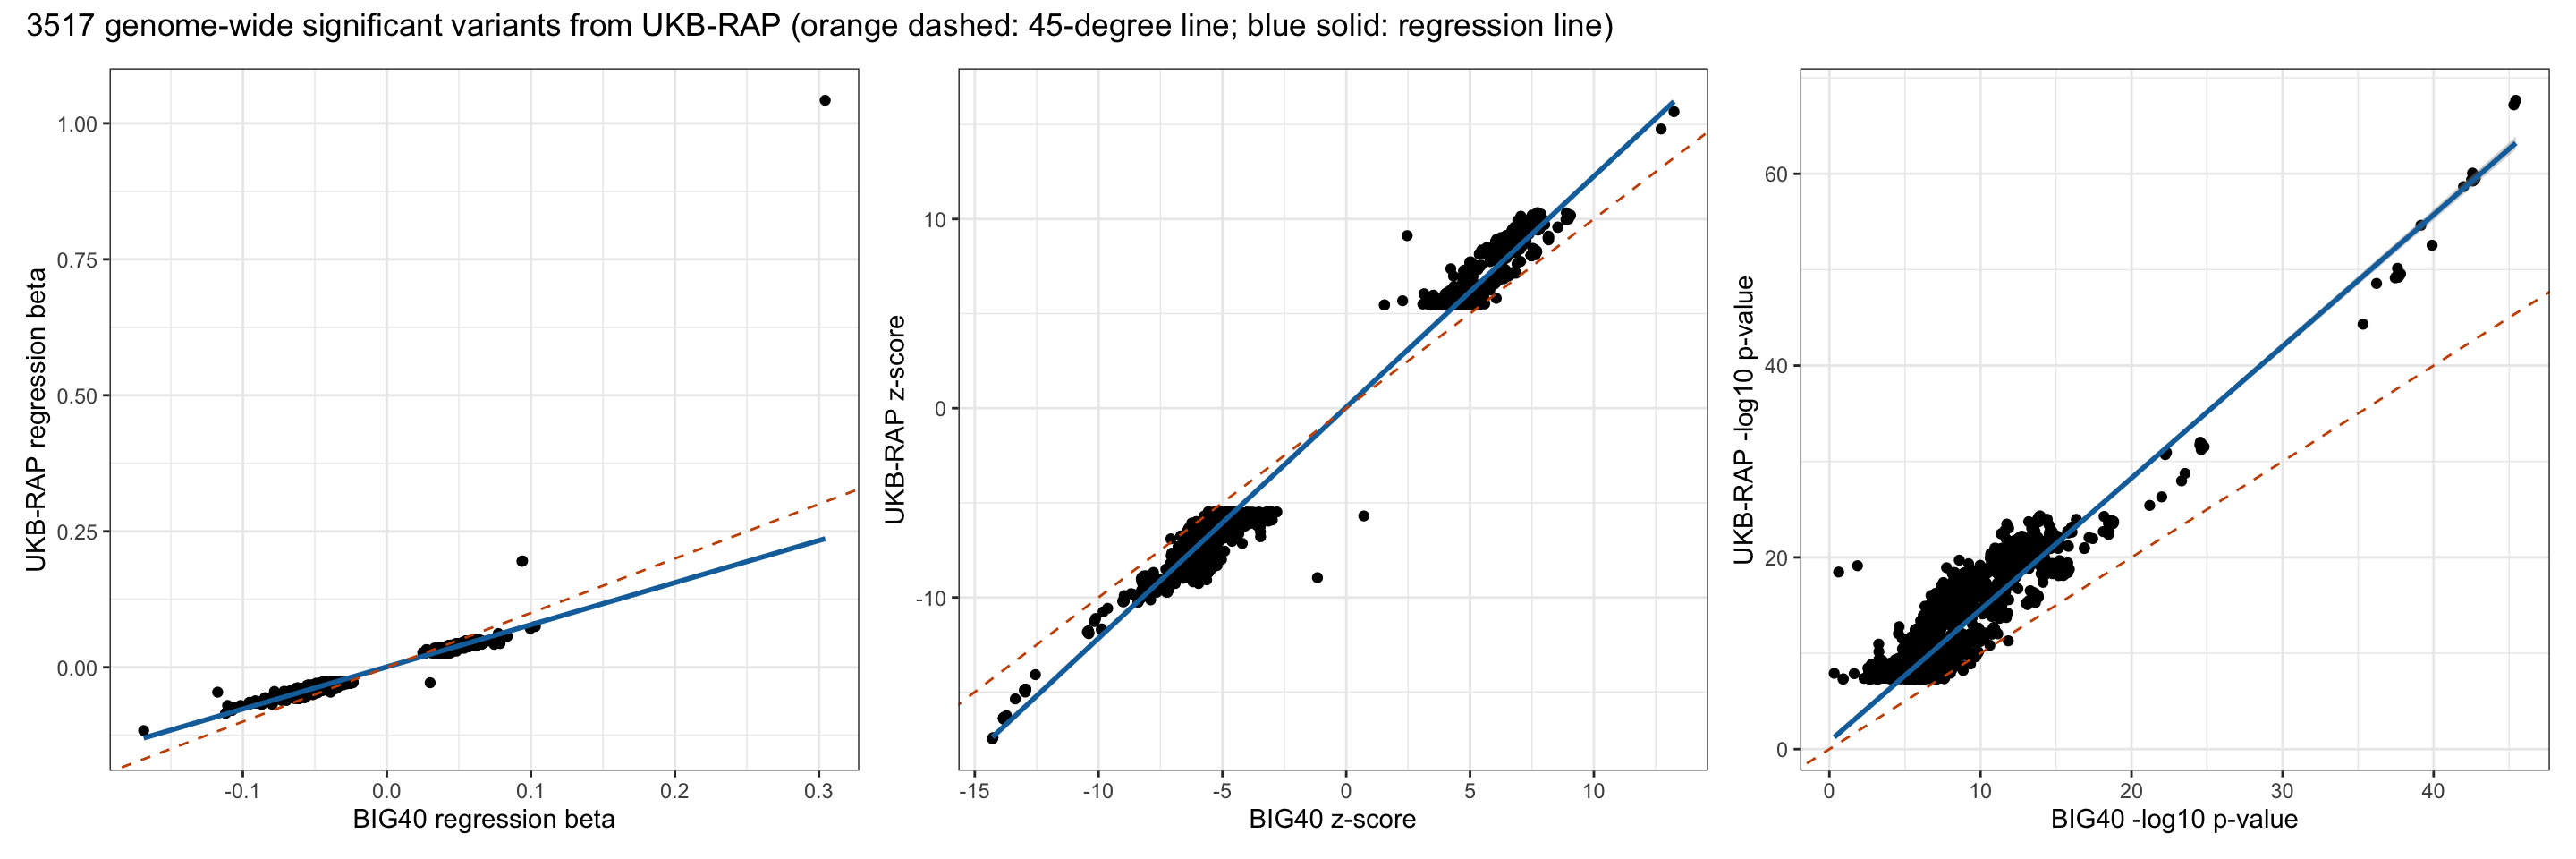 3517 genome-wide significant variants from UKB-RAP (orange dashed: 45-degree line; blue solid: regression line)
UKB-RAP regression beta
1.00
0.75
0.50
0.25
0.00
-0.1 0.0 0.1 0.2 0.3
BIG40 regression beta
UKB-RAP z-score
10
0
-10
-15 -10 -5 0 5 10
BIG40 z-score
UKB-RAP -log10 p-value
60
40
20
0
0 10 20 30 40
BIG40 -log10 p-value